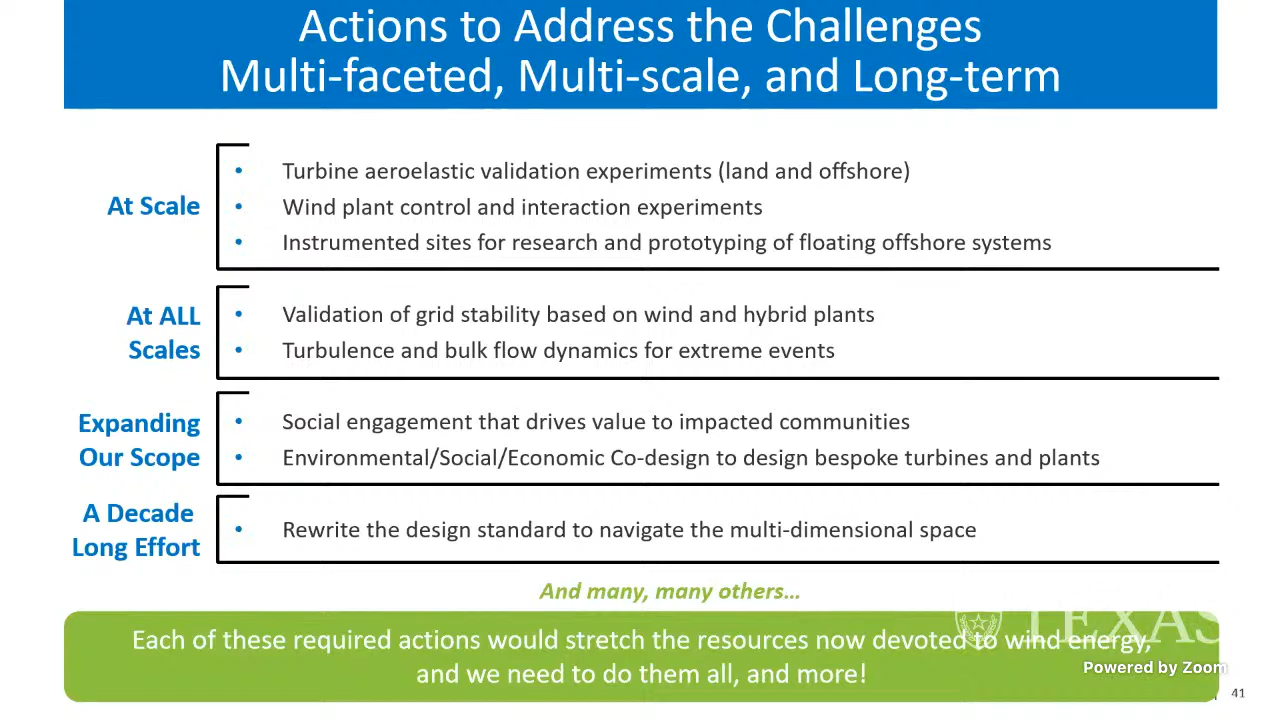 Actions to Address the Challenges
Multi-faceted, Multi-scale, and Long-term
At Scale
• Turbine aeroelastic validation experiments (land and offshore)
• Wind plant control and interaction experiments
• Instrumented sites for research and prototyping of floating offshore systems
At ALL
Scales
• Validation of grid stability based on wind and hybrid plants
• Turbulence and bulk flow dynamics for extreme events
Expanding
Our Scope
• Social engagement that drives value to impacted communities
• Environmental/Social/Economic Co-design to design bespoke turbines and plants
A Decade
Long Effort
• Rewrite the design standard to navigate the multi-dimensional space
And many, many others…
Each of these required actions would stretch the resources now devoted to wind energy,
and we need to do them all, and more!
TEXAS
Powered by Zoom
41